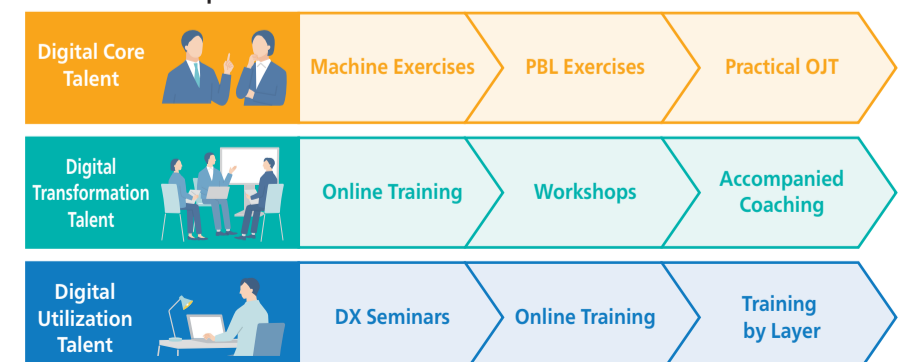 Digital Core
Talent
Machine Exercises
PBL Exercises
Practical OJT
Digital
Transformation
Talent
Online Training
Workshops
Accompanied
Coaching
Digital
Utilization
Talent
DX Seminars
Online Training
Training
by Layer